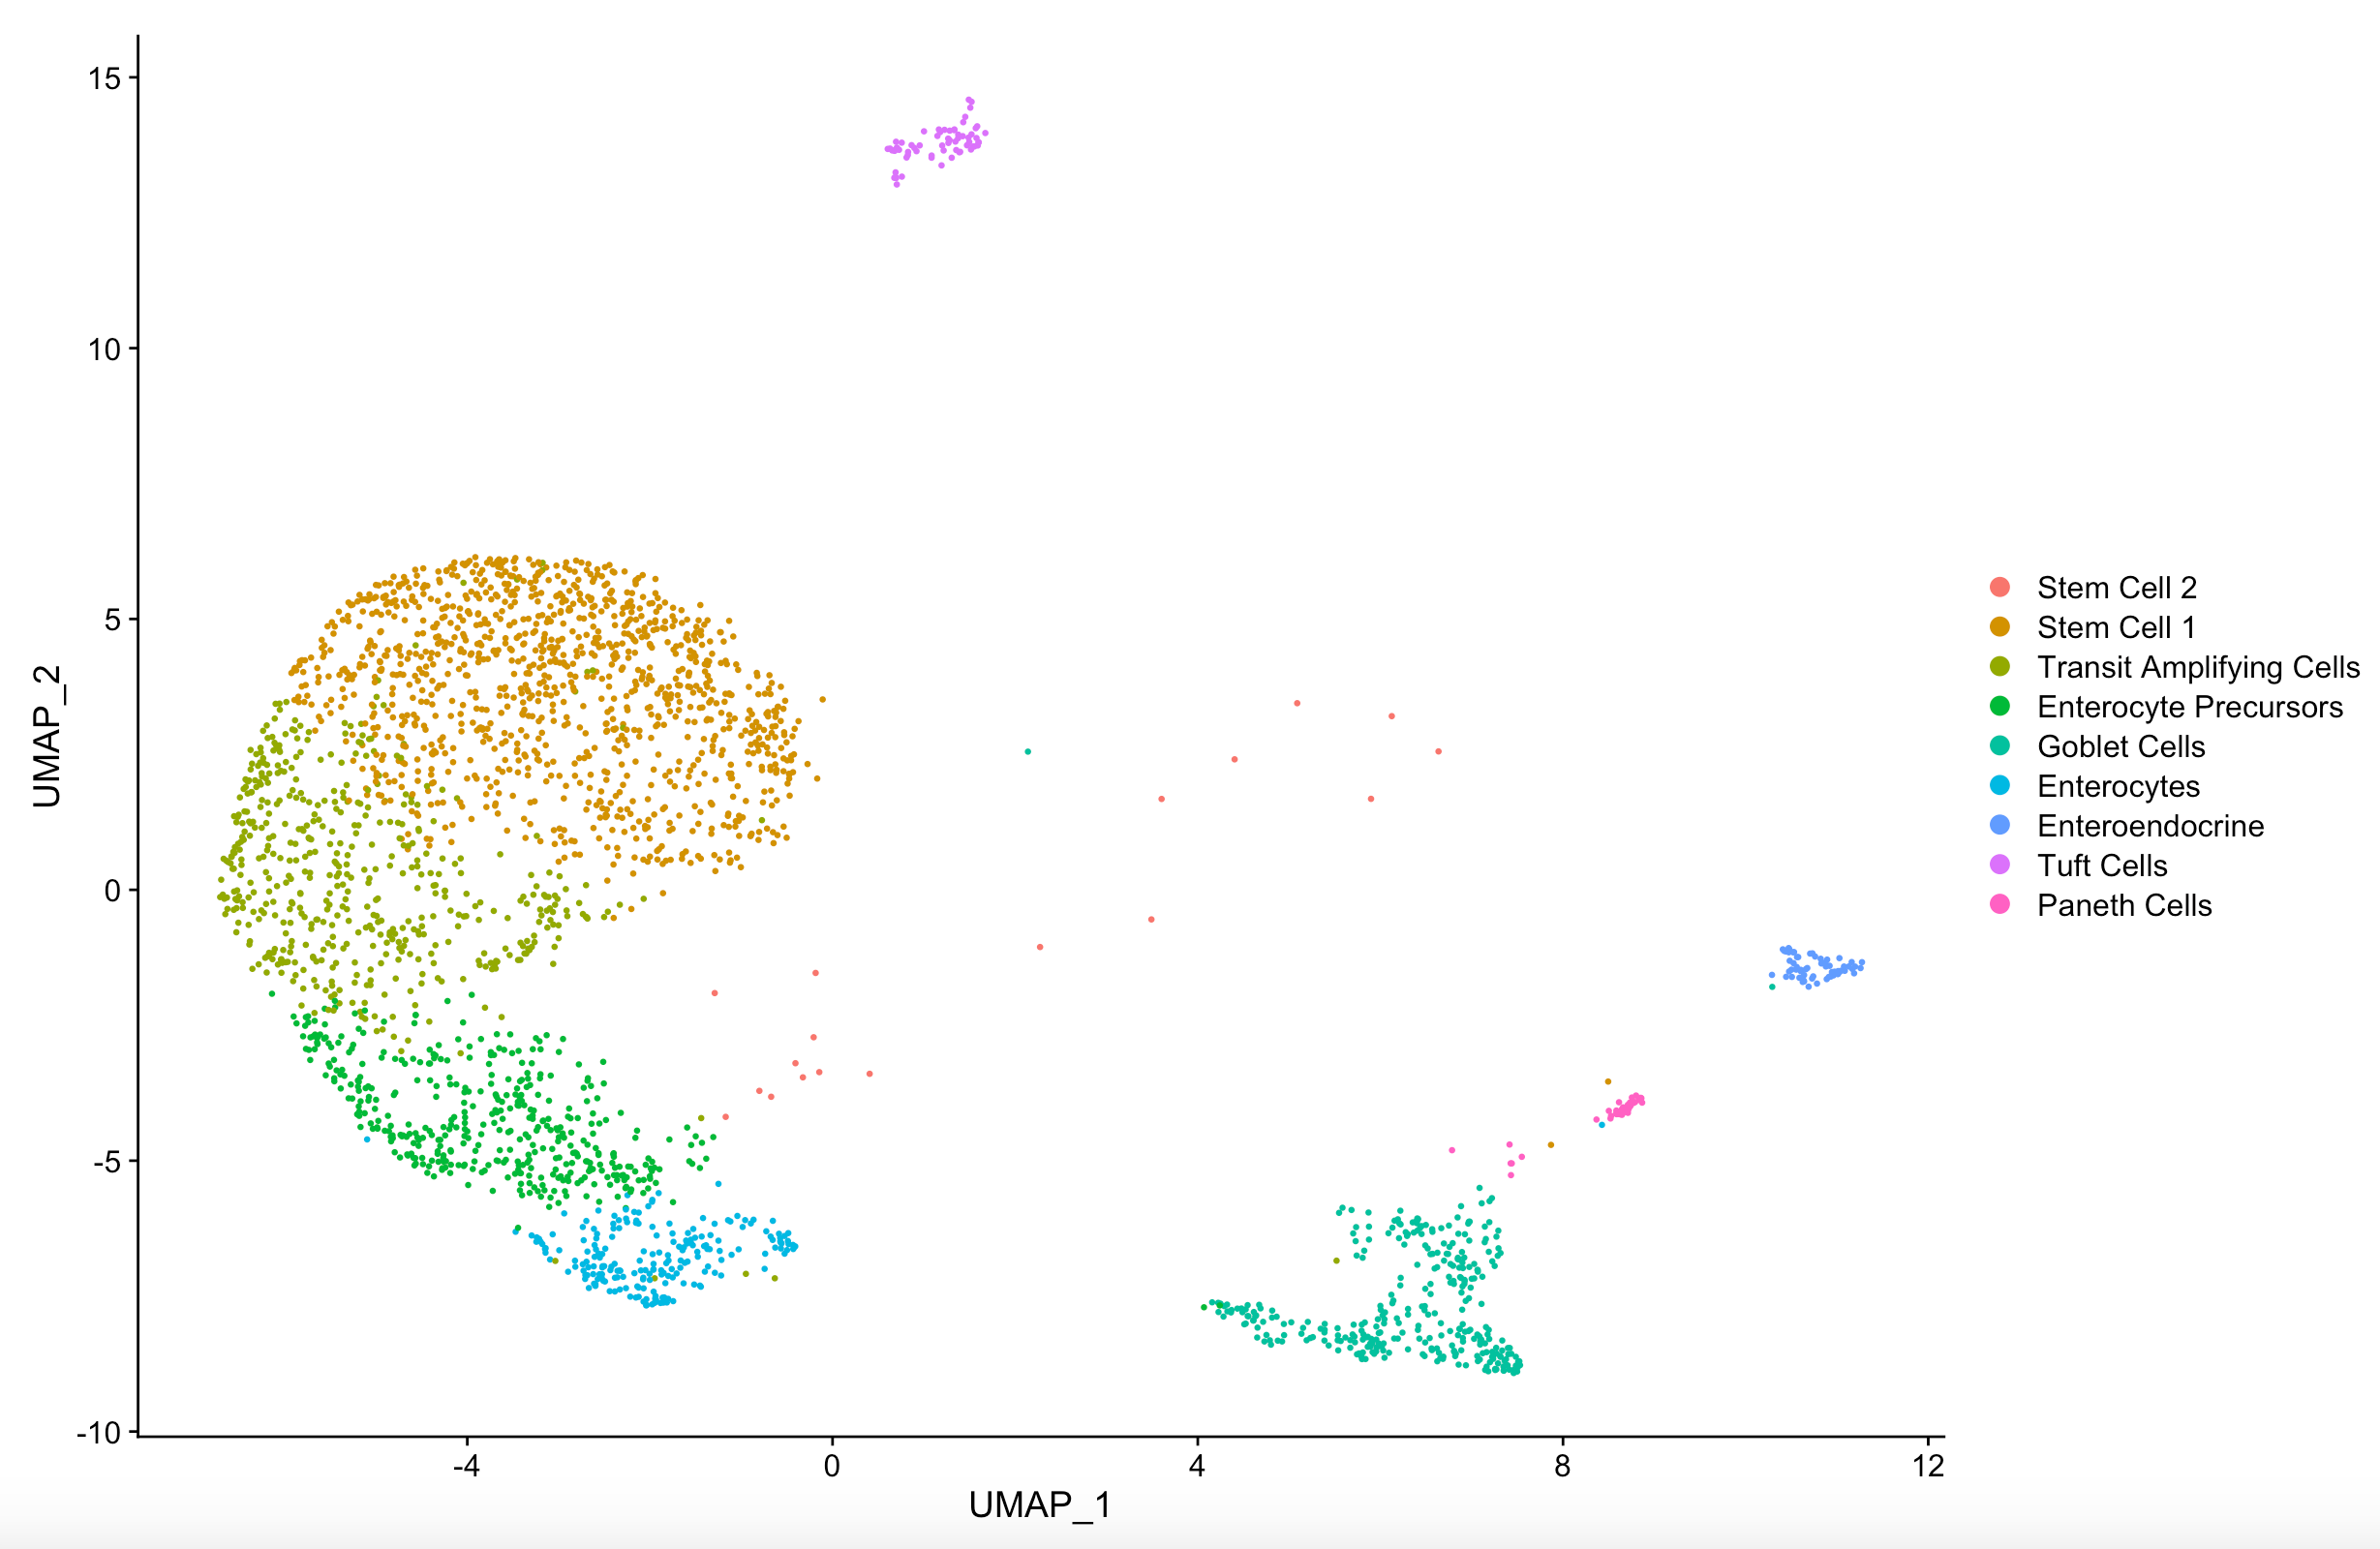 15
10
5
0
-5
-10
UMAP_2
-4
0
4
8
12
UMAP_1
Stem Cell 2
Stem Cell 1
Transit Amplifying Cells
Enterocyte Precursors
Goblet Cells
Enterocytes
Enteroendocrine
Tuft Cells
Paneth Cells